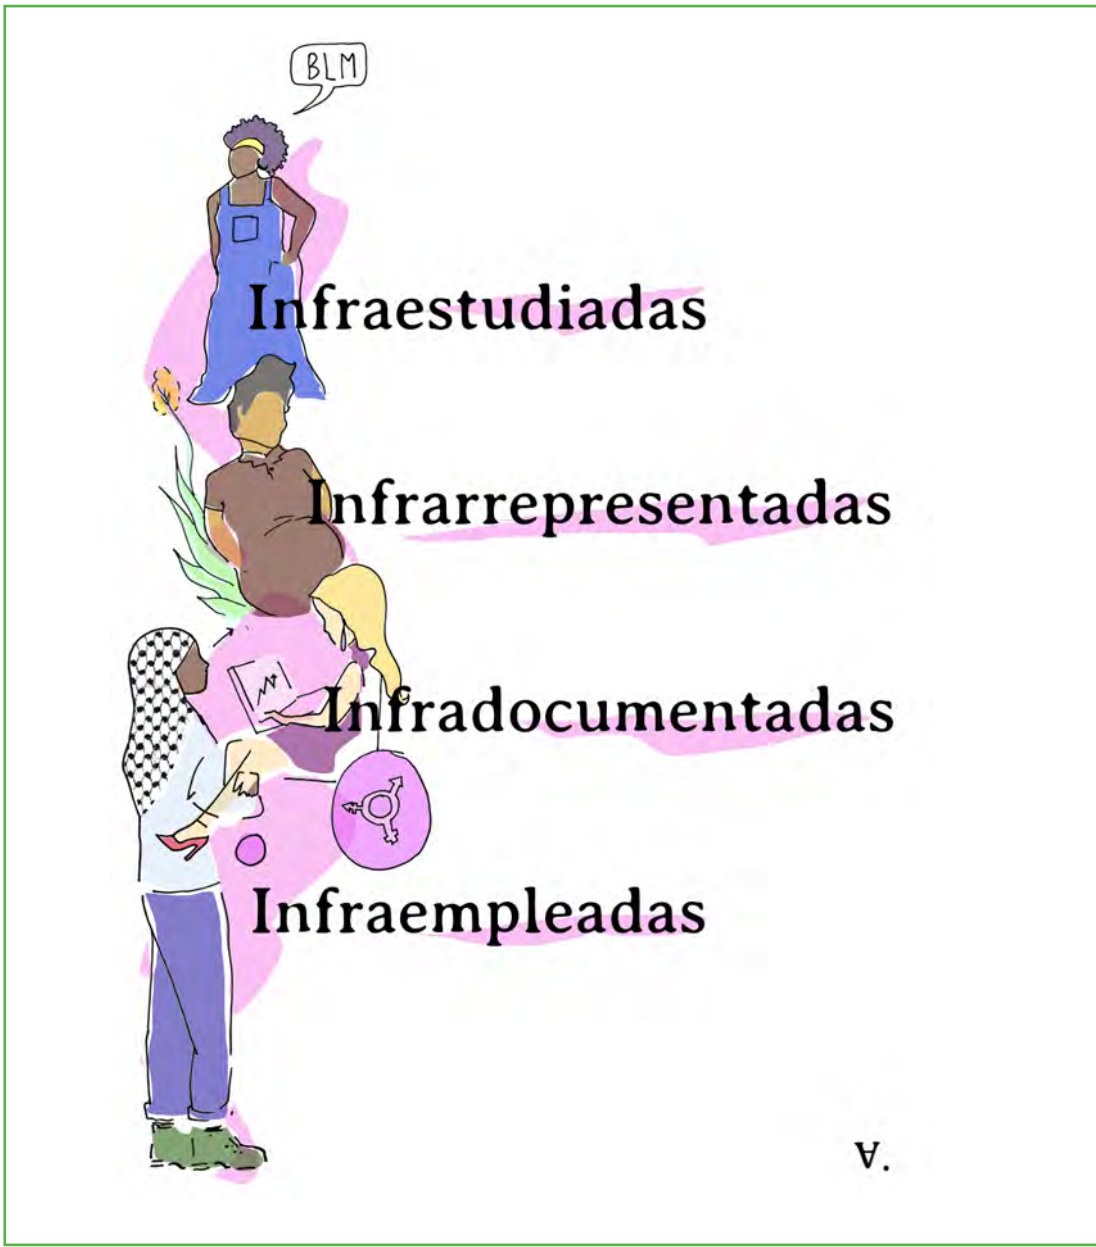 BLM
Infraestudiadas
Infrarrepresentadas
Infradocumentadas
Infraempleadas
∀.